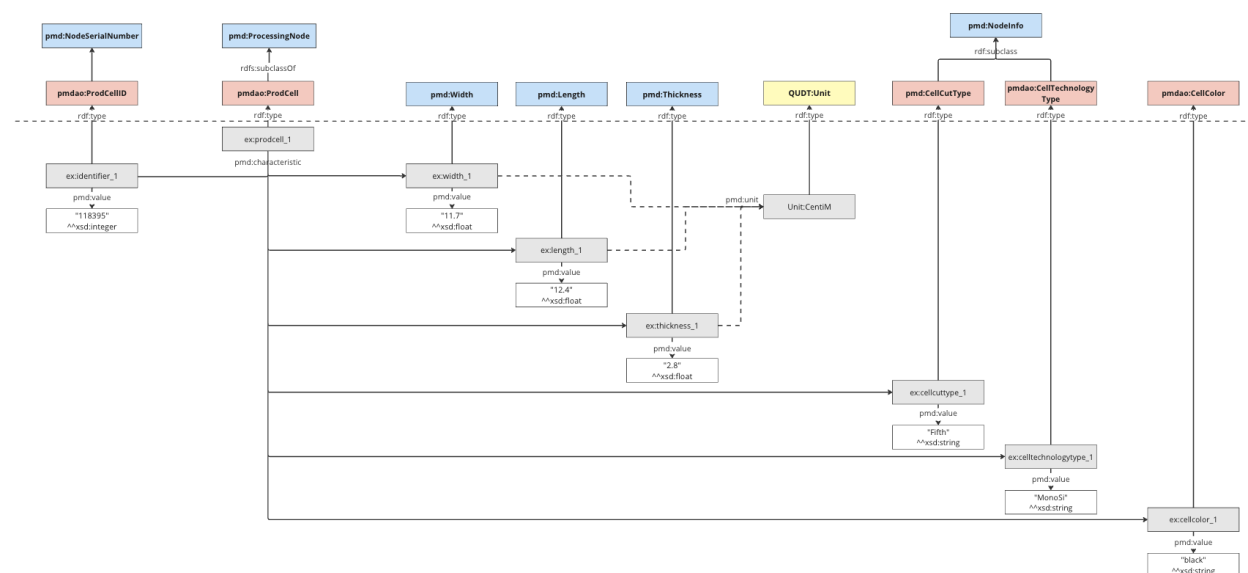 pmd:NodeInfo
pmd:NodeSerialNumber
pmd:ProcessingNode
rdf:subclass
rdfs:subclassOf
pmdao:ProdCellID
pmdao:ProdCell
pmd:Width
pmd:Length
pmd:Thickness
QUDT:Unit
pmd:CellCutType
pmdao:CellTechnology
Type
pmdao:CellColor
rdf:type
rdf:type
rdf:type
rdf:type
rdf:type
rdf:type
rdf:type
rdf:type
rdf:type
ex:prodcell_1
pmd:characteristic
ex:identifier_1
ex:width_1
pmd:value
pmd:value
pmd:unit
Unit:CentiM
"118395"
^^xsd:integer
"11.7"
^^xsd:float
ex:length_1
pmd:value
"12.4"
^^xsd:float
ex:thickness_1
pmd:value
"2.8"
^^xsd:float
ex:cellcuttype_1
pmd:value
"Fifth"
^^xsd:string
ex:celltechnologytype_1
pmd:value
"MonoSi"
^^xsd:string
ex:cellcolor_1
pmd:value
"black"
^^xsd:string